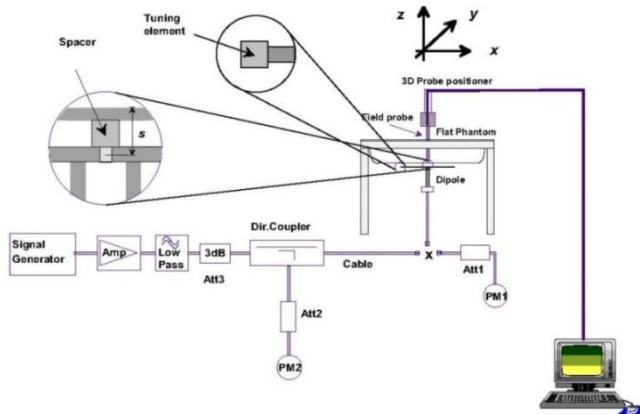 Tuning
element
z
y
x
Spacer
3D Probe positioner
s
Field probe
Flat Phantom
Dipole
Dir.Coupler
Signal
Generator
Amp
Low
Pass
3dB
Att3
Cable
X
Att1
PM1
Att2
PM2